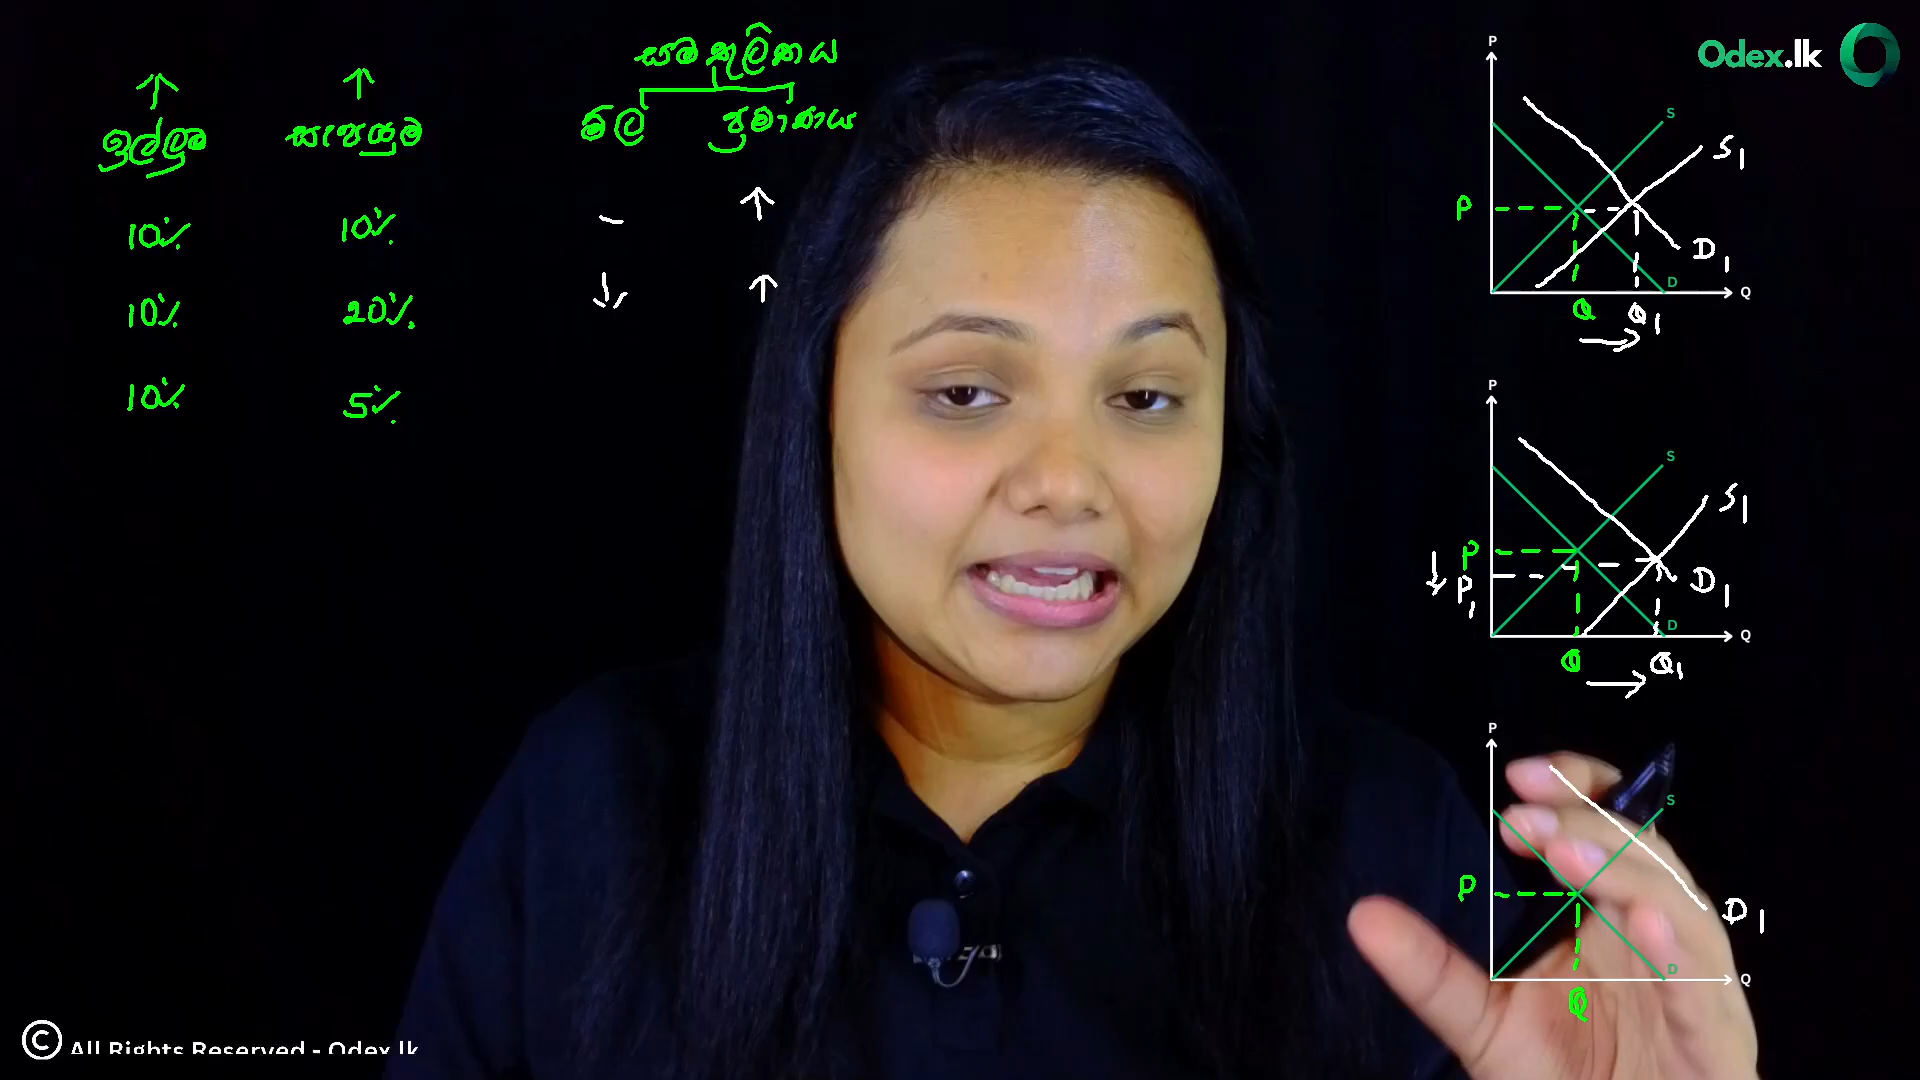 Odex.lk
සමතුලිතය
ඉල්ලුම සැපයුම මිල ප්‍රමාණය
10% 10% -
10% 20%
10% 5%
P
S
S1
P
D1
D
Q
Q Q1
P
S
S1
P
P1
D1
D
Q
Q Q1
P
S
P
D1
D
Q
Q
© All Rights Reserved - Odex.lk